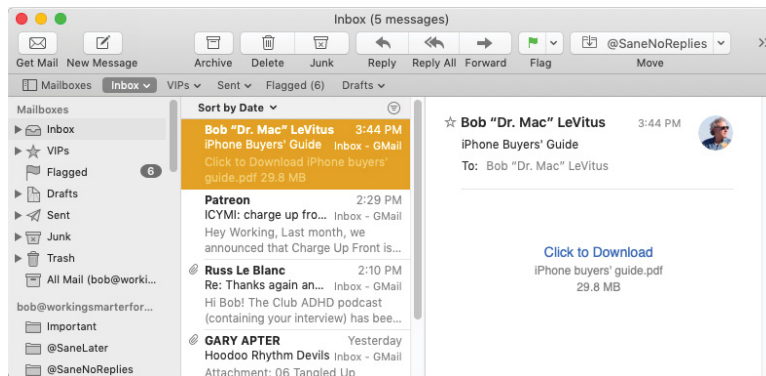 Inbox (5 messages)
Get Mail New Message Archive Delete Junk Reply Reply All Forward Flag @SaneNoReplies Move
Mailboxes Inbox VIPs Sent Flagged (6) Drafts
Mailboxes
Inbox
VIPs
Flagged 6
Drafts
Sent
Junk
Trash
All Mail (bob@worki...
bob@workingsmarterfor...
Important
@SaneLater
@SaneNoReplies
Sort by Date
Bob “Dr. Mac” LeVitus 3:44 PM
iPhone Buyers' Guide Inbox - GMail
Click to Download iPhone buyers'
guide.pdf 29.8 MB
Patreon 2:29 PM
ICYMI: charge up fro... Inbox - GMail
Hey Working, Last month, we
announced that Charge Up Front is...
Russ Le Blanc 2:10 PM
Re: Thanks again an... Inbox - GMail
Hi Bob! The Club ADHD podcast
(containing your interview) has bee...
GARY APTER Yesterday
Hoodoo Rhythm Devils Inbox - GMail
Attachment: 06 Tangled Up
Bob “Dr. Mac” LeVitus 3:44 PM
iPhone Buyers' Guide
To: Bob “Dr. Mac” LeVitus
Click to Download
iPhone buyers' guide.pdf
29.8 MB